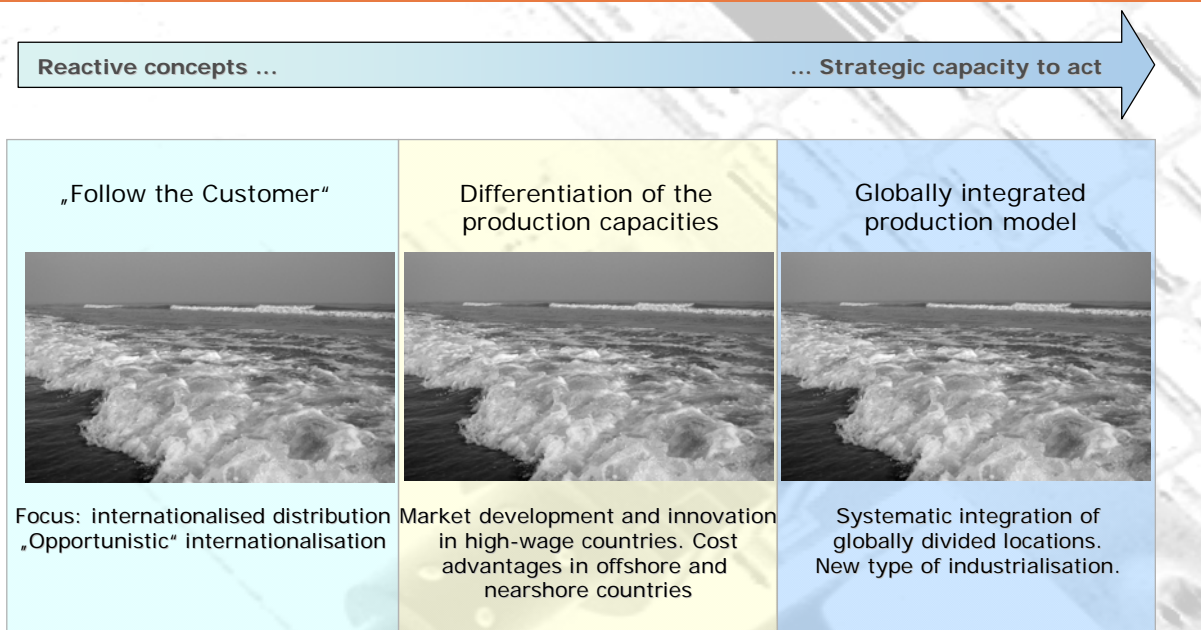 Reactive concepts ...
... Strategic capacity to act
„Follow the Customer“
Differentiation of the
production capacities
Globally integrated
production model
Focus: internationalised distribution
„Opportunistic“ internationalisation
Market development and innovation
in high-wage countries. Cost
advantages in offshore and
nearshore countries
Systematic integration of
globally divided locations.
New type of industrialisation.